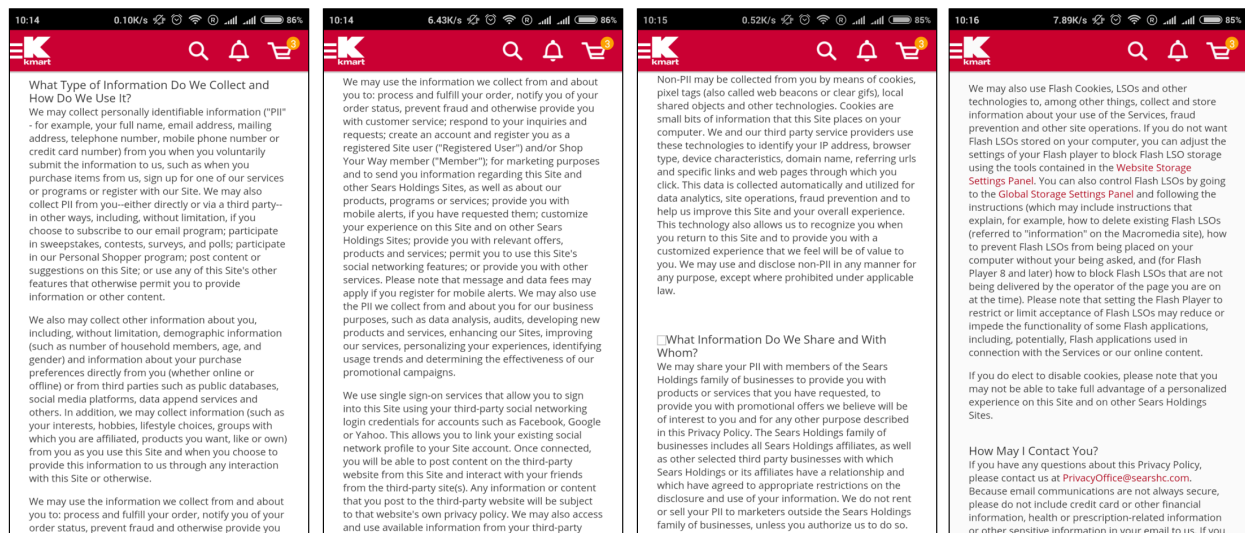 10:14
0.10K/s
86%
kmart
3
What Type of Information Do We Collect and
How Do We Use It?
We may collect personally identifiable information ("PII"
- for example, your full name, email address, mailing
address, telephone number, mobile phone number or
credit card number) from you when you voluntarily
submit the information to us, such as when you
purchase items from us, sign up for one of our services
or programs or register with our Site. We may also
collect PII from you--either directly or via a third party--
in other ways, including, without limitation, if you
choose to subscribe to our email program; participate
in sweepstakes, contests, surveys, and polls; participate
in our Personal Shopper program; post content or
suggestions on this Site; or use any of this Site's other
features that otherwise permit you to provide
information or other content.
We also may collect other information about you,
including, without limitation, demographic information
(such as number of household members, age, and
gender) and information about your purchase
preferences directly from you (whether online or
offline) or from third parties such as public databases,
social media platforms, data append services and
others. In addition, we may collect information (such as
your interests, hobbies, lifestyle choices, groups with
which you are affiliated, products you want, like or own)
from you as you use this Site and when you choose to
provide this information to us through any interaction
with this Site or otherwise.
We may use the information we collect from and about
you to: process and fulfill your order, notify you of your
order status, prevent fraud and otherwise provide you
10:14
6.43K/s
86%
kmart
3
We may use the information we collect from and about
you to: process and fulfill your order, notify you of your
order status, prevent fraud and otherwise provide you
with customer service; respond to your inquiries and
requests; create an account and register you as a
registered Site user ("Registered User") and/or Shop
Your Way member ("Member"); for marketing purposes
and to send you information regarding this Site and
other Sears Holdings Sites, as well as about our
products, programs or services; provide you with
mobile alerts, if you have requested them; customize
your experience on this Site and on other Sears
Holdings Sites; provide you with relevant offers,
products and services; permit you to use this Site's
social networking features; or provide you with other
services. Please note that message and data fees may
apply if you register for mobile alerts. We may also use
the PII we collect from and about you for our business
purposes, such as data analysis, audits, developing new
products and services, enhancing our Sites, improving
our services, personalizing your experiences, identifying
usage trends and determining the effectiveness of our
promotional campaigns.
We use single sign-on services that allow you to sign
into this Site using your third-party social networking
login credentials for accounts such as Facebook, Google
or Yahoo. This allows you to link your existing social
network profile to your Site account. Once connected,
you will be able to post content on the third-party
website from this Site and interact with your friends
from the third-party site(s). Any information or content
that you post to the third-party website will be subject
to that website's own privacy policy. We may also access
and use available information from your third-party
10:15
0.52K/s
85%
kmart
3
Non-PII may be collected from you by means of cookies,
pixel tags (also called web beacons or clear gifs), local
shared objects and other technologies. Cookies are
small bits of information that this Site places on your
computer. We and our third party service providers use
these technologies to identify your IP address, browser
type, device characteristics, domain name, referring urls
and specific links and web pages through which you
click. This data is collected automatically and utilized for
data analytics, site operations, fraud prevention and to
help us improve this Site and your overall experience.
This technology also allows us to recognize you when
you return to this Site and to provide you with a
customized experience that we feel will be of value to
you. We may use and disclose non-PII in any manner for
any purpose, except where prohibited under applicable
law.
What Information Do We Share and With
Whom?
We may share your PII with members of the Sears
Holdings family of businesses to provide you with
products or services that you have requested, to
provide you with promotional offers we believe will be
of interest to you and for any other purpose described
in this Privacy Policy. The Sears Holdings family of
businesses includes all Sears Holdings affiliates, as well
as other selected third party businesses with which
Sears Holdings or its affiliates have a relationship and
which have agreed to appropriate restrictions on the
disclosure and use of your information. We do not rent
or sell your PII to marketers outside the Sears Holdings
family of businesses, unless you authorize us to do so.
10:16
7.89K/s
85%
kmart
3
We may also use Flash Cookies, LSOs and other
technologies to, among other things, collect and store
information about your use of the Services, fraud
prevention and other site operations. If you do not want
Flash LSOs stored on your computer, you can adjust the
settings of your Flash player to block Flash LSO storage
using the tools contained in the Website Storage
Settings Panel. You can also control Flash LSOs by going
to the Global Storage Settings Panel and following the
instructions (which may include instructions that
explain, for example, how to delete existing Flash LSOs
(referred to "information" on the Macromedia site), how
to prevent Flash LSOs from being placed on your
computer without your being asked, and (for Flash
Player 8 and later) how to block Flash LSOs that are not
being delivered by the operator of the page you are on
at the time). Please note that setting the Flash Player to
restrict or limit acceptance of Flash LSOs may reduce or
impede the functionality of some Flash applications,
including, potentially, Flash applications used in
connection with the Services or our online content.
If you do elect to disable cookies, please note that you
may not be able to take full advantage of a personalized
experience on this Site and on other Sears Holdings
Sites.
How May I Contact You?
If you have any questions about this Privacy Policy,
please contact us at PrivacyOffice@searshc.com.
Because email communications are not always secure,
please do not include credit card or other financial
information, health or prescription-related information
or other sensitive information in your email to us. If you